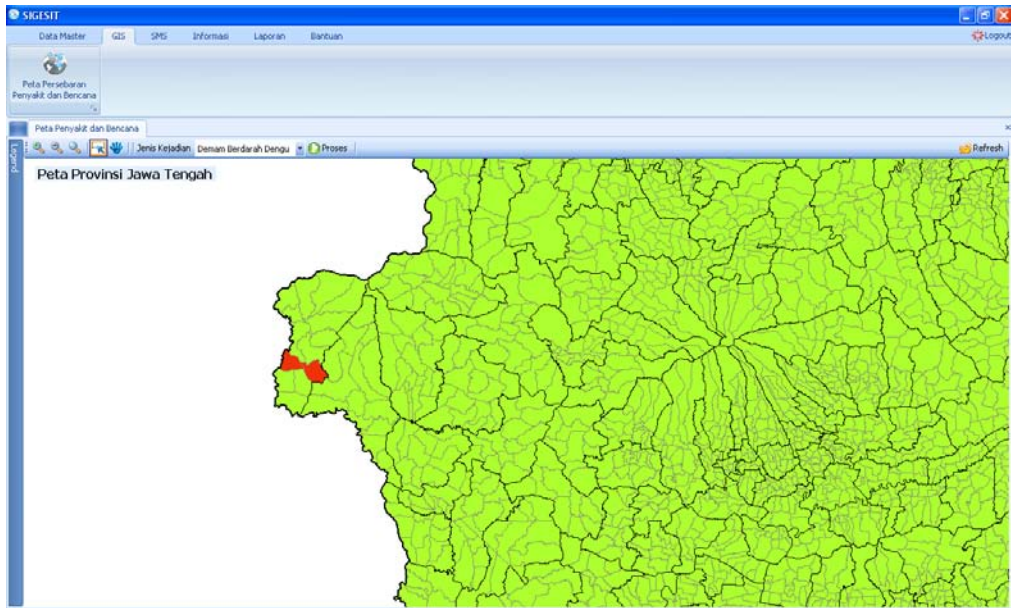 SIGESIT
Data Master GIS SMS Informasi Laporan Bantuan Logout
Peta Persebaran
Penyakit dan Bencana
Peta Penyakit dan Bencana
Legend
Jenis Kejadian Demam Berdarah Dengu Proses Refresh
Peta Provinsi Jawa Tengah